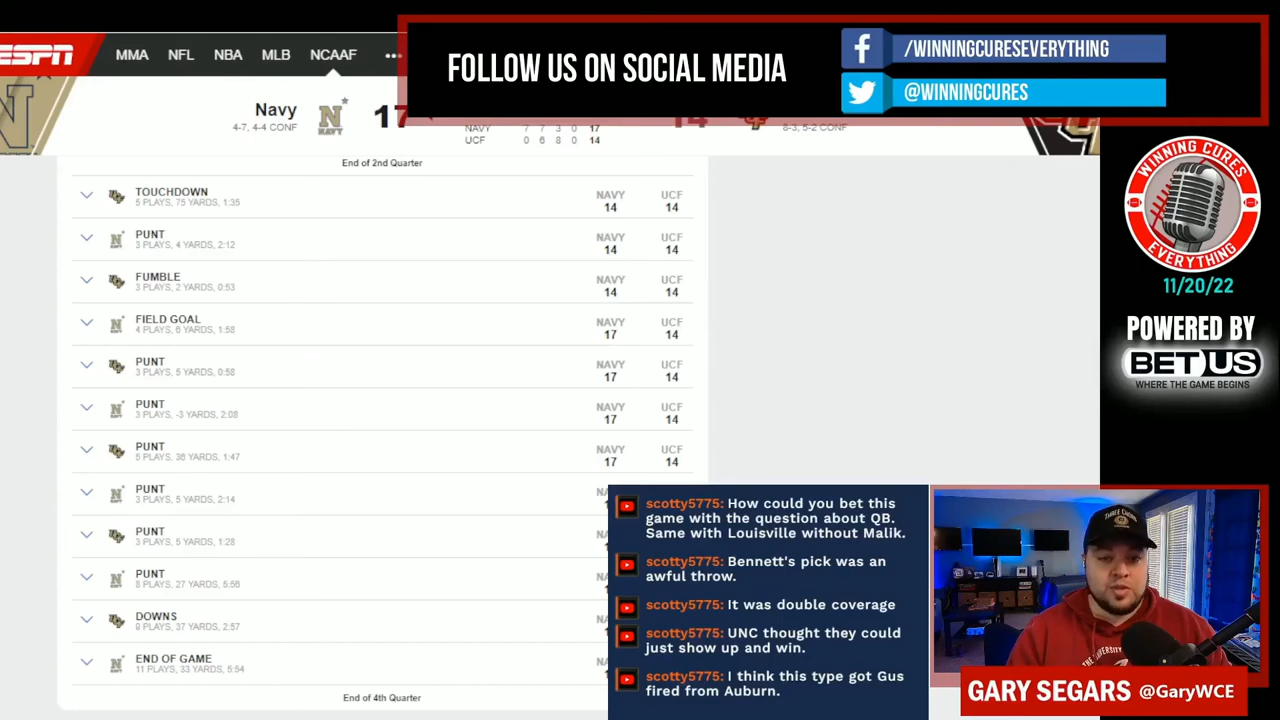 FOLLOW US ON SOCIAL MEDIA
/WINNINGCURESEVERYTHING
@WINNINGCURES
ESPN
MMA NFL NBA MLB NCAAF •••
Navy
4-7, 4-4 CONF
NAVY
17
NAVY 7 7 3 0 17
UCF 0 6 8 0 14
14
8-3, 5-2 CONF
End of 2nd Quarter
TOUCHDOWN NAVY UCF
5 PLAYS, 75 YARDS, 1:35 14 14
PUNT NAVY UCF
3 PLAYS, 4 YARDS, 2:12 14 14
FUMBLE NAVY UCF
3 PLAYS, 2 YARDS, 0:53 14 14
FIELD GOAL NAVY UCF
4 PLAYS, 6 YARDS, 1:58 17 14
PUNT NAVY UCF
3 PLAYS, 5 YARDS, 0:58 17 14
PUNT NAVY UCF
3 PLAYS, -3 YARDS, 2:08 17 14
PUNT NAVY UCF
5 PLAYS, 36 YARDS, 1:47 17 14
PUNT
3 PLAYS, 5 YARDS, 2:14
PUNT
3 PLAYS, 5 YARDS, 1:28
PUNT
8 PLAYS, 27 YARDS, 5:56
DOWNS
9 PLAYS, 37 YARDS, 2:57
END OF GAME
11 PLAYS, 33 YARDS, 5:54
End of 4th Quarter
scotty5775: How could you bet this
game with the question about QB.
Same with Louisville without Malik.
scotty5775: Bennett's pick was an
awful throw.
scotty5775: It was double coverage
scotty5775: UNC thought they could
just show up and win.
scotty5775: I think this type got Gus
fired from Auburn.
WINNING CURES
EVERYTHING
11/20/22
POWERED BY
BETUS
WHERE THE GAME BEGINS
GARY SEGARS @GaryWCE